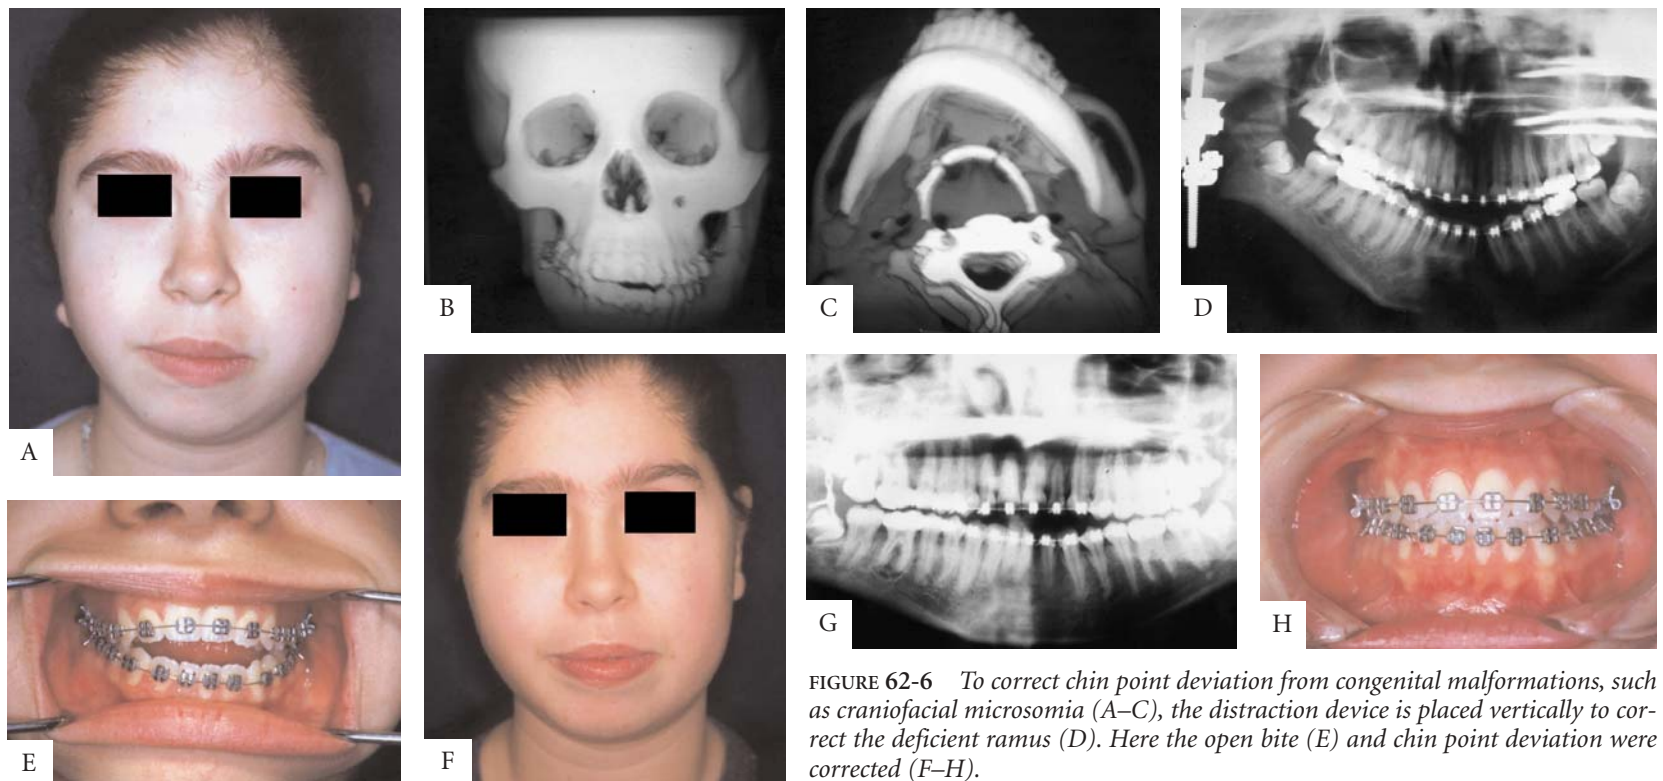 A
B
C
D
E
F
G
H
FIGURE 62-6 To correct chin point deviation from congenital malformations, such
as craniofacial microsomia (A–C), the distraction device is placed vertically to cor-
rect the deficient ramus (D). Here the open bite (E) and chin point deviation were
corrected (F–H).